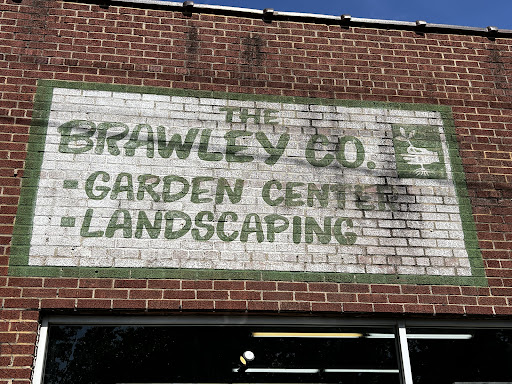 THE
BRAWLEY CO.
▪GARDEN CENTER
▪LANDSCAPING